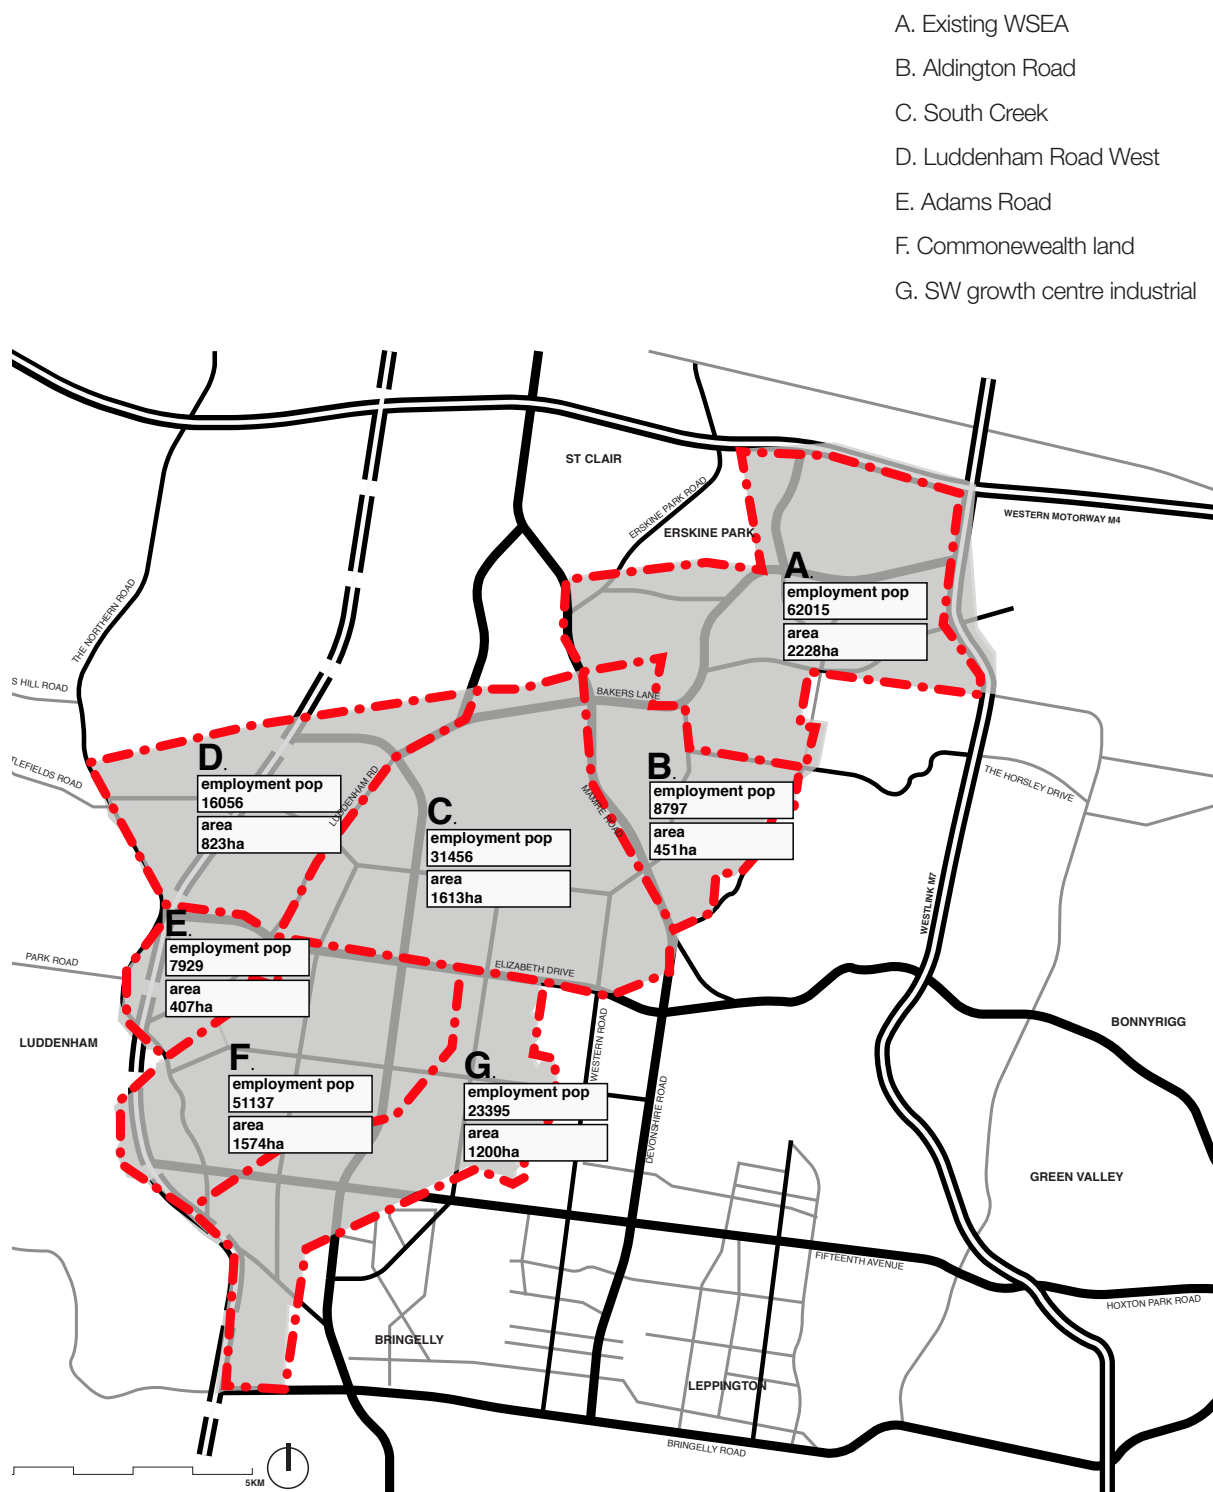 A. Existing WSEA
B. Aldington Road
C. South Creek
D. Luddenham Road West
E. Adams Road
F. Commonewealth land
G. SW growth centre industrial
ST CLAIR
ERSKINE PARK ROAD
ERSKINE PARK
WESTERN MOTORWAY M4
A.
employment pop
62015
area
2228ha
THE NORTHERN ROAD
S HILL ROAD
BAKERS LANE
TLEFIELDS ROAD
D.
employment pop
16056
area
823ha
LUDDENHAM RD
C.
employment pop
31456
area
1613ha
MAMRE ROAD
B.
employment pop
8797
area
451ha
THE HORSLEY DRIVE
WESTLINK M7
E.
employment pop
7929
area
407ha
PARK ROAD
ELIZABETH DRIVE
LUDDENHAM
BONNYRIGG
WESTERN ROAD
DEVONSHIRE ROAD
F.
employment pop
51137
area
1574ha
G.
employment pop
23395
area
1200ha
GREEN VALLEY
FIFTEENTH AVENUE
HOXTON PARK ROAD
BRINGELLY
LEPPINGTON
BRINGELLY ROAD
5KM